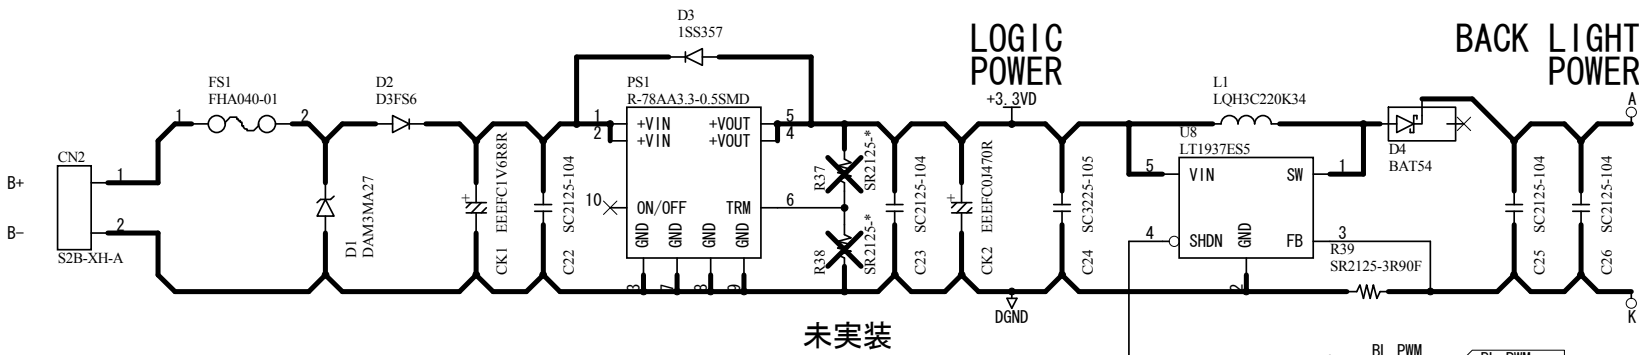 D3
1SS357
LOGIC
POWER
BACK LIGHT
POWER
FS1
FHA040-01
D2
D3FS6
PS1
R-78AA3.3-0.5SMD
+3.3VD
L1
LQH3C220K34
A
1
2
1
2
+VIN
+VIN
+VOUT
+VOUT
5
4
U8
LT1937ES5
D4
BAT54
CN2
B+
1
B-
2
S2B-XH-A
D1
DAM3MA27
+
CK1
EEEFC1V6R8R
C22
SC2125-104
10
ON/OFF
TRM
6
GND
GND
GND
GND
3
7
8
9
R37
SR2125-*
R38
SR2125-*
C23
SC2125-104
+
CK2
EEEFC0J470R
C24
SC3225-105
5
VIN
SW
1
4
SHDN
GND
FB
3
2
R39
SR2125-3R90F
C25
SC2125-104
C26
SC2125-104
DGND
K
未実装
BL_PWM
BL_PWM